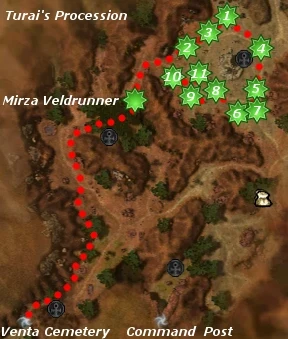 Turai's Procession
1
2
3
4
10
11
5
9
8
Mirza Veldrunner
6
7
Venta Cemetery
Command Post